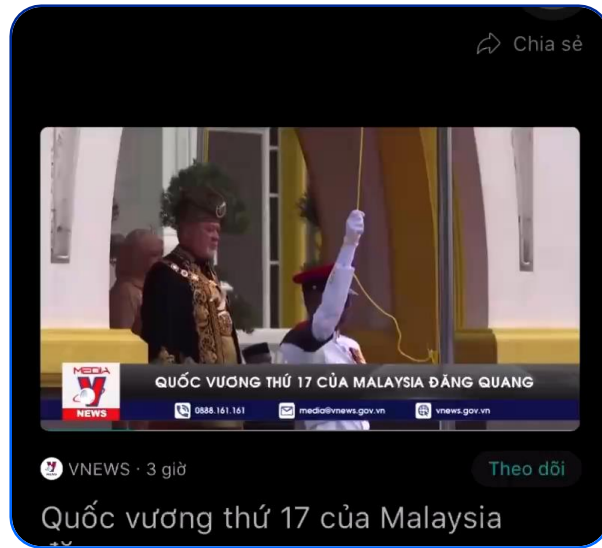 Chia sẻ
QUỐC VƯƠNG THỨ 17 CỦA MALAYSIA ĐĂNG QUANG
MEDIA
NEWS
0888.161.161
media@vnews.gov.vn
vnews.gov.vn
VNEWS · 3 giờ
Theo dõi
Quốc vương thứ 17 của Malaysia